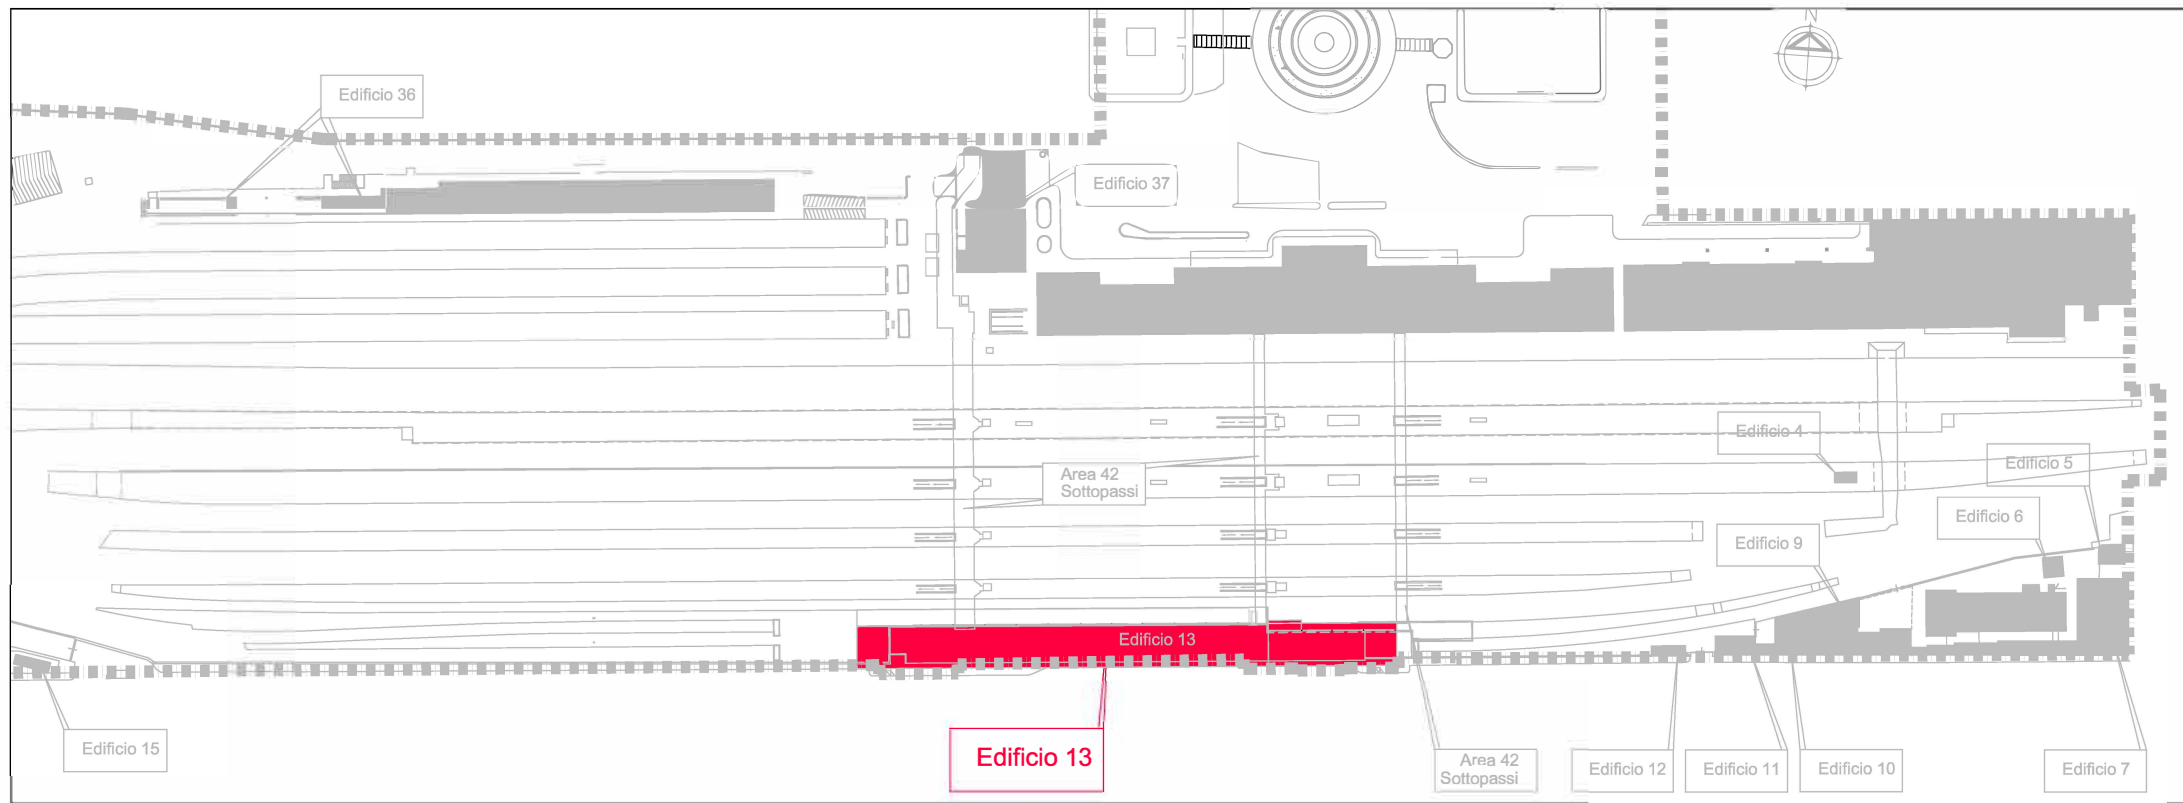 N
Edificio 36
Edificio 37
Edificio 4
Area 42
Sottopassi
Edificio 5
Edificio 6
Edificio 9
Edificio 13
Edificio 15
Edificio 13
Area 42
Sottopassi
Edificio 12
Edificio 11
Edificio 10
Edificio 7